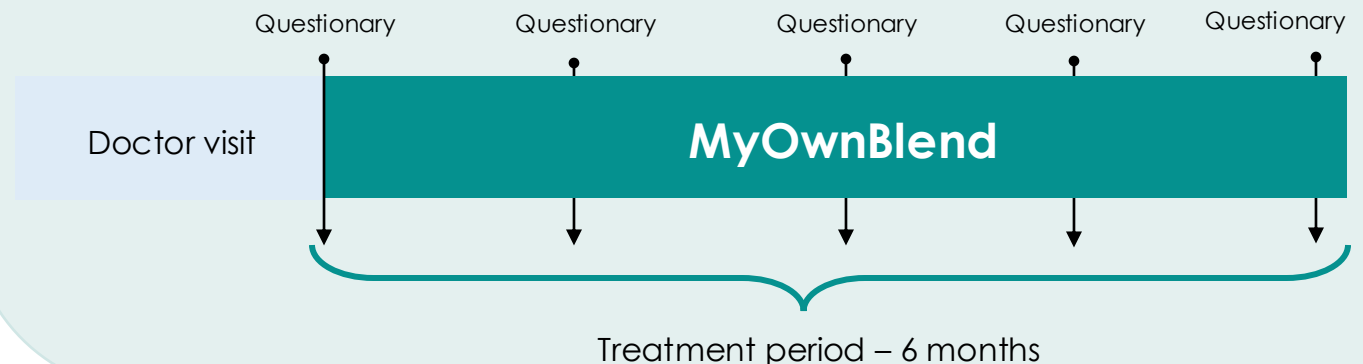 Questionary Questionary Questionary Questionary Questionary
Doctor visit MyOwnBlend
Treatment period – 6 months